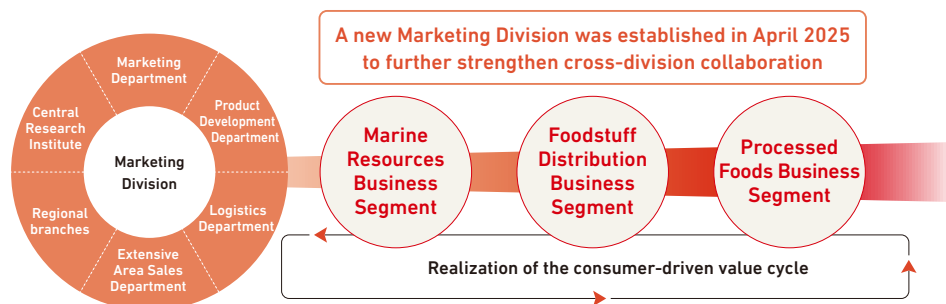 A new Marketing Division was established in April 2025
to further strengthen cross-division collaboration
Marketing
Department
Product
Development
Department
Logistics
Department
Extensive
Area Sales
Department
Regional
branches
Central
Research
Institute
Marketing
Division
Marine
Resources
Business
Segment
Foodstuff
Distribution
Business
Segment
Processed
Foods Business
Segment
Realization of the consumer-driven value cycle